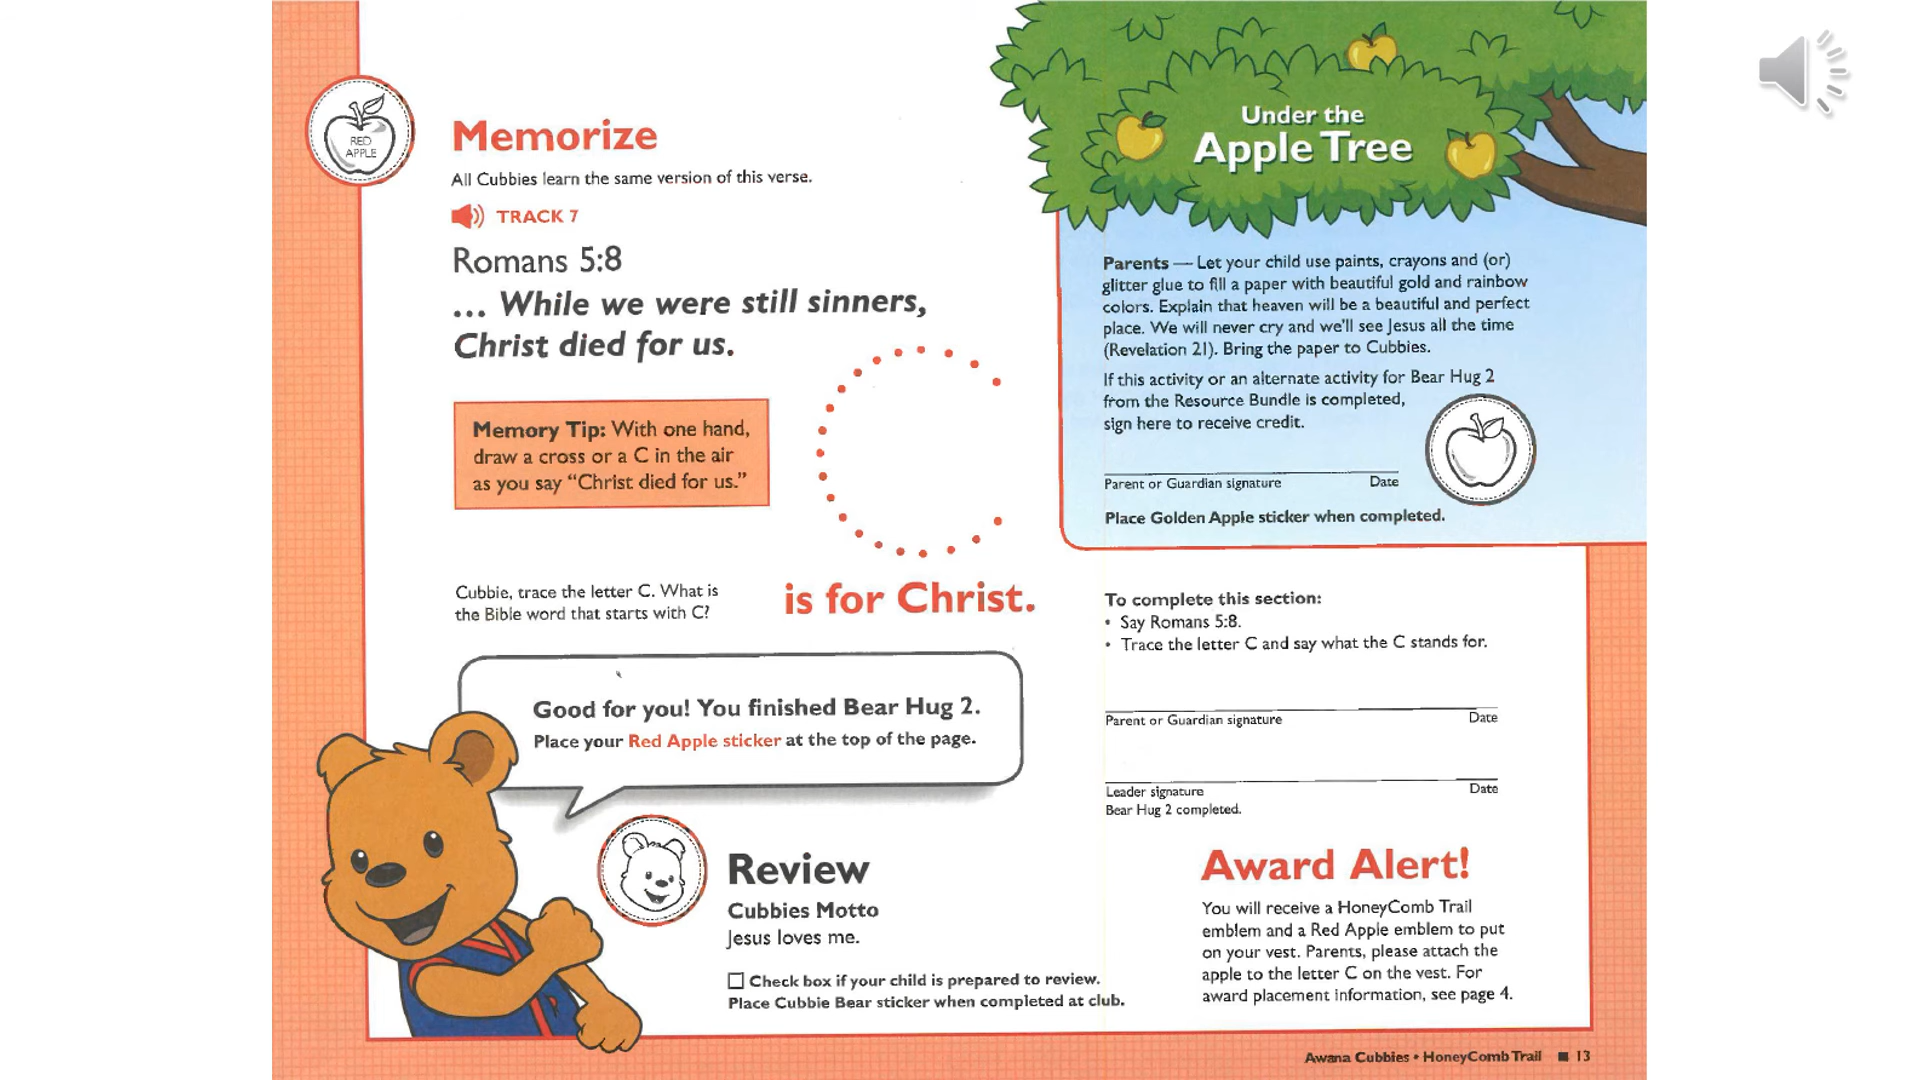 RED
APPLE
Memorize
All Cubbies learn the same version of this verse.
TRACK 7
Romans 5:8
... While we were still sinners,
Christ died for us.
Memory Tip: With one hand,
draw a cross or a C in the air
as you say “Christ died for us.”
Cubbie, trace the letter C. What is
the Bible word that starts with C?
is for Christ.
Good for you! You finished Bear Hug 2.
Place your Red Apple sticker at the top of the page.
Review
Cubbies Motto
Jesus loves me.
Check box if your child is prepared to review.
Place Cubbie Bear sticker when completed at club.
Under the
Apple Tree
Parents — Let your child use paints, crayons and (or)
glitter glue to fill a paper with beautiful gold and rainbow
colors. Explain that heaven will be a beautiful and perfect
place. We will never cry and we'll see Jesus all the time
(Revelation 21). Bring the paper to Cubbies.
If this activity or an alternate activity for Bear Hug 2
from the Resource Bundle is completed,
sign here to receive credit.
Parent or Guardian signature Date
Place Golden Apple sticker when completed.
To complete this section:
• Say Romans 5:8.
• Trace the letter C and say what the C stands for.
Parent or Guardian signature Date
Leader signature Date
Bear Hug 2 completed.
Award Alert!
You will receive a HoneyComb Trail
emblem and a Red Apple emblem to put
on your vest. Parents, please attach the
apple to the letter C on the vest. For
award placement information, see page 4.
Awana Cubbies • HoneyComb Trail ■ 13